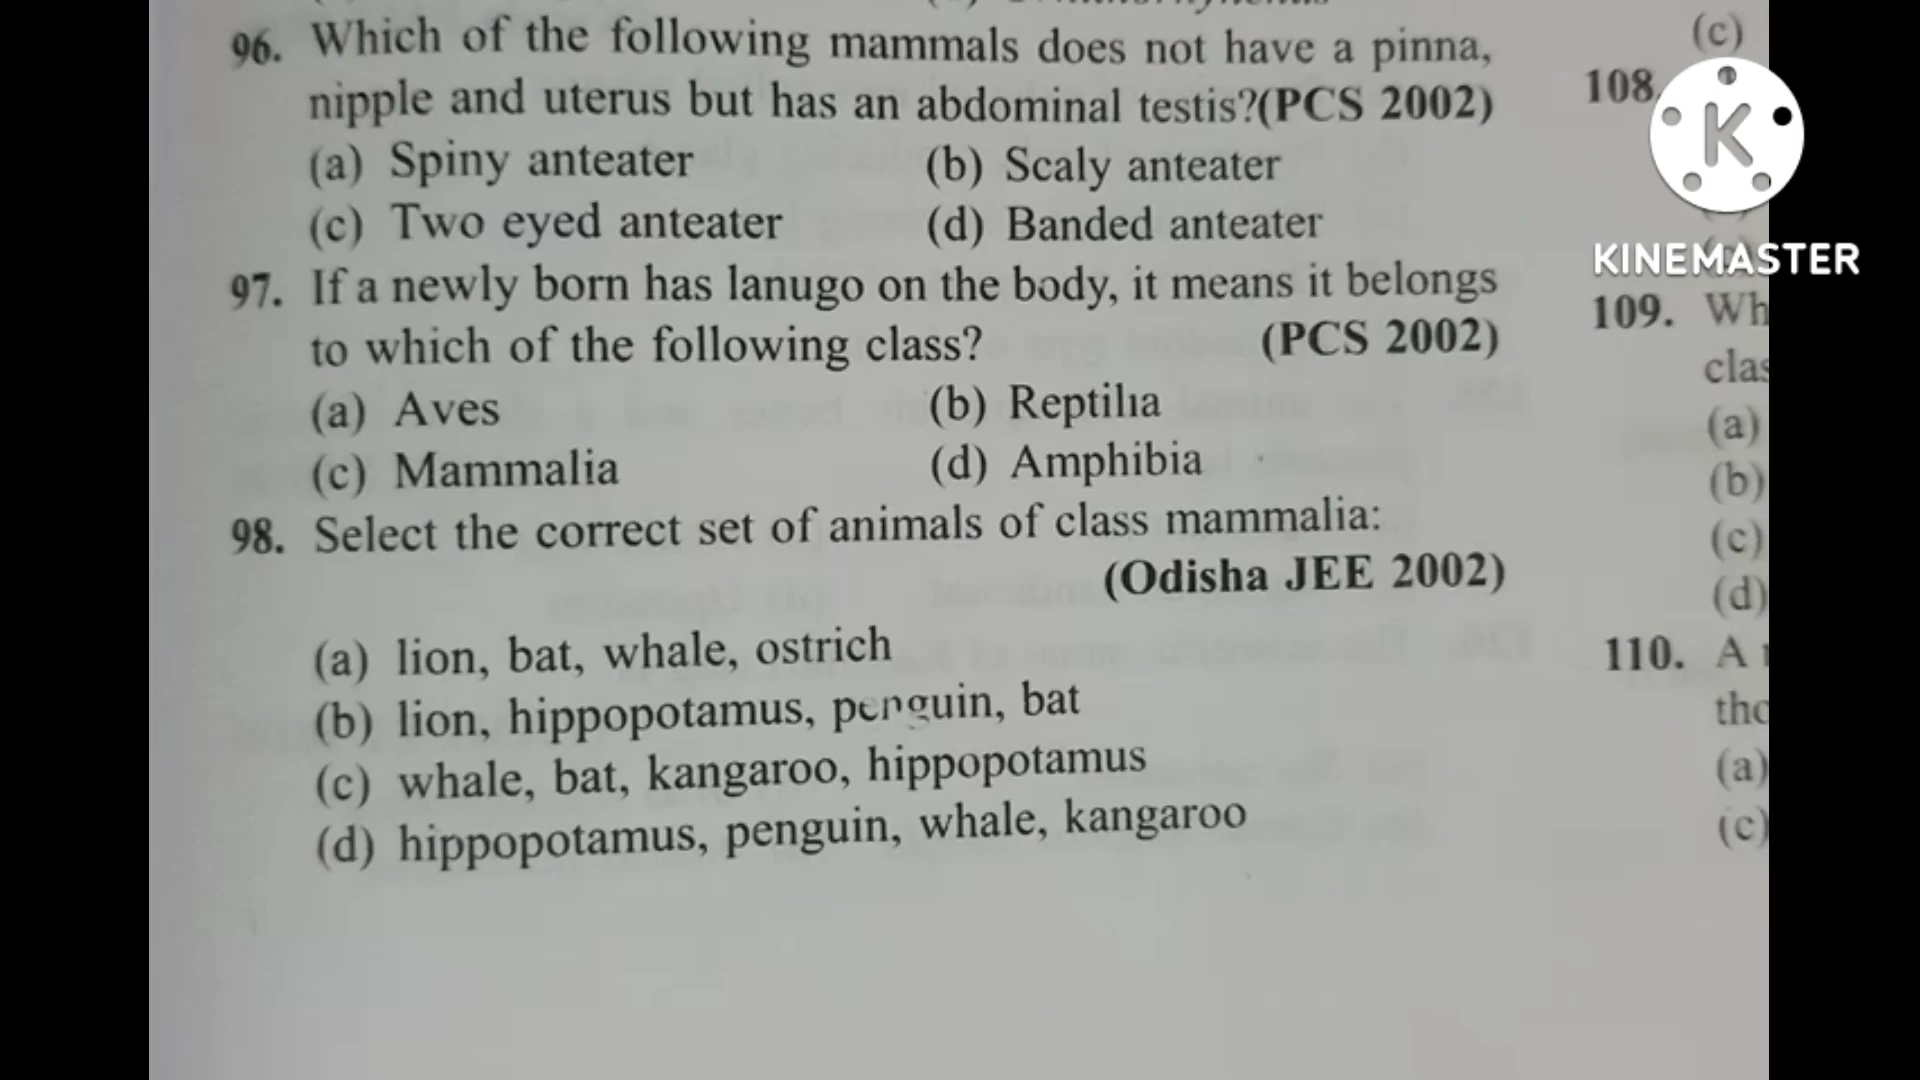 96. Which of the following mammals does not have a pinna,
nipple and uterus but has an abdominal testis?(PCS 2002)
(a) Spiny anteater (b) Scaly anteater
(c) Two eyed anteater (d) Banded anteater
97. If a newly born has lanugo on the body, it means it belongs
to which of the following class? (PCS 2002)
(a) Aves (b) Reptilia
(c) Mammalia (d) Amphibia
98. Select the correct set of animals of class mammalia:
(Odisha JEE 2002)
(a) lion, bat, whale, ostrich
(b) lion, hippopotamus, penguin, bat
(c) whale, bat, kangaroo, hippopotamus
(d) hippopotamus, penguin, whale, kangaroo
(c)
108.
109. Wh
clas
(a)
(b)
(c)
(d)
110. A
tho
(a)
(c)
K
KINEMASTER